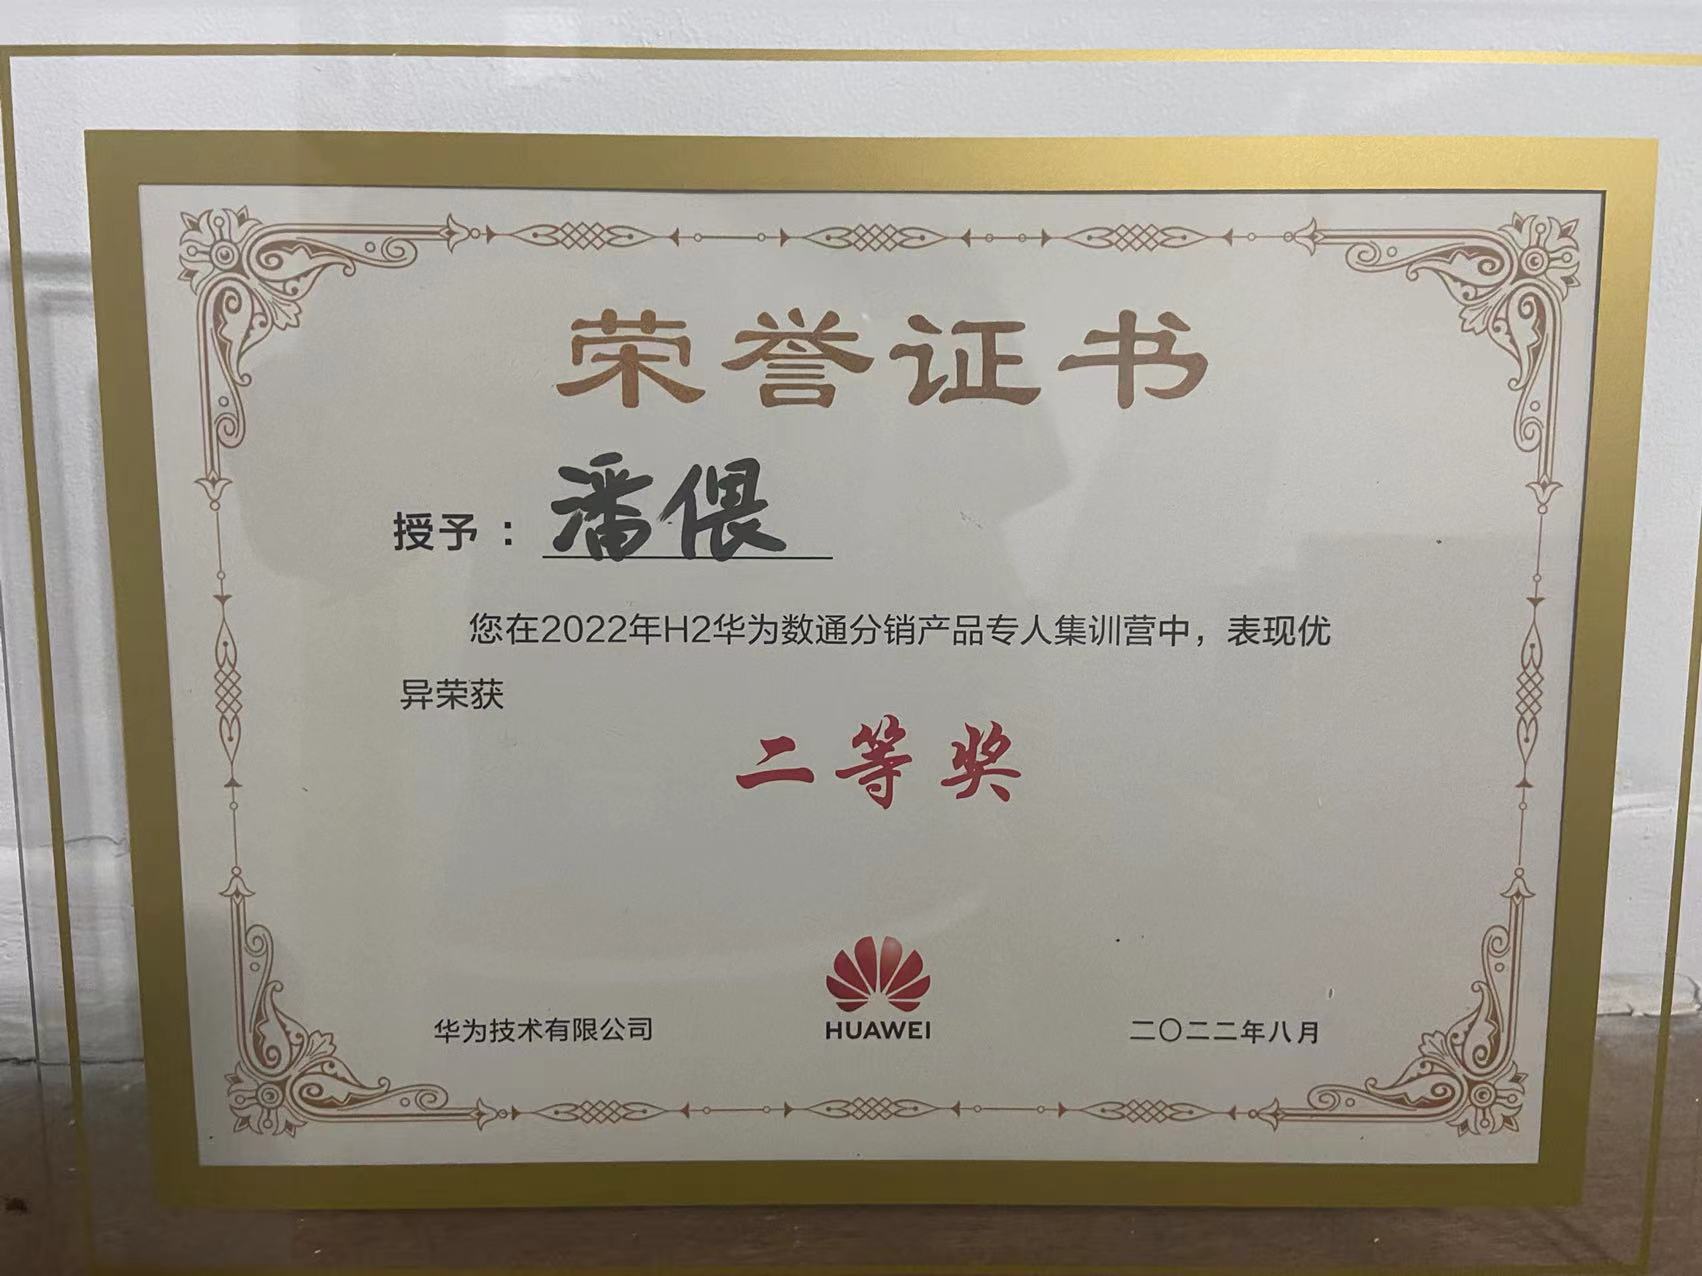 荣誉证书
授予：潘偎
您在2022年H2华为数通分销产品专人集训营中，表现优
异荣获
二等奖
华为技术有限公司
HUAWEI
二〇二二年八月